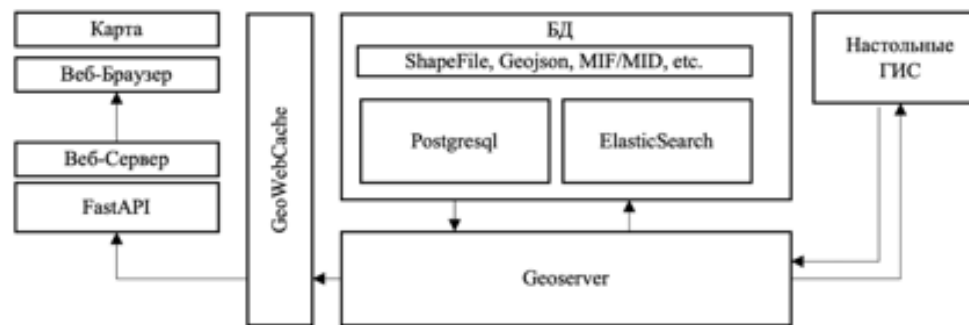 Карта
Веб-Браузер
Веб-Сервер
FastAPI
GeoWebCache
БД
ShapeFile, Geojson, MIF/MID, etc.
Postgresql
ElasticSearch
Geoserver
Настольные
ГИС